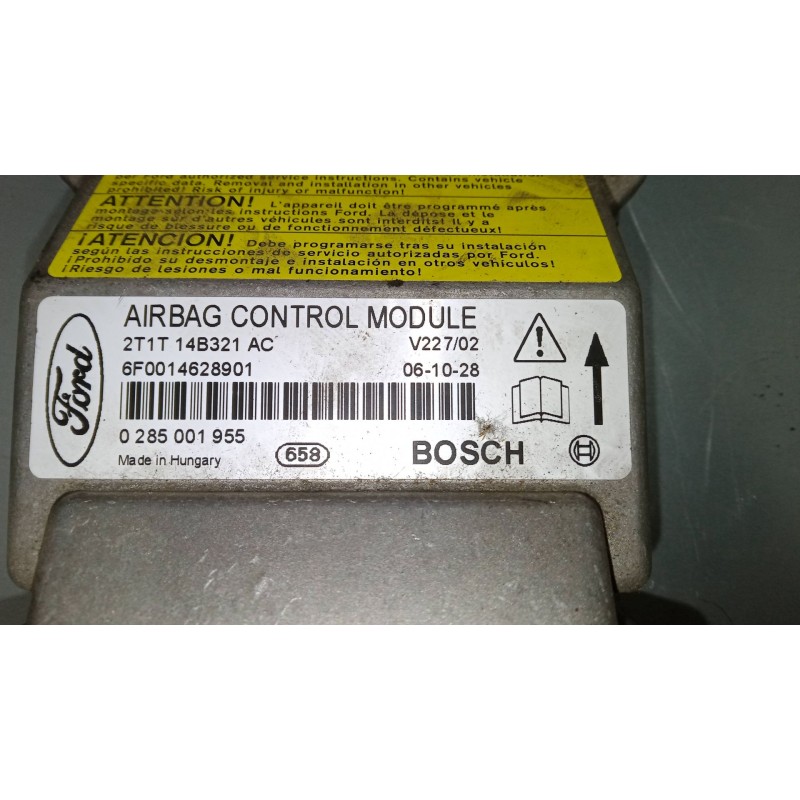 per Ford authorized service instructions. Contains vehicle
specific data. Removal and installation in other vehicles
prohibited! Risk of injury or malfunction!
ATTENTION! L'appareil doit être programmé après
montage selon les instructions Ford. La dépose et le
montage sur d'autres véhicules sont interdits! Il y a
risque de blessure ou de fonctionnement défectueux!
¡ATENCION! Debe programarse tras su instalación
según las instrucciones de servicio autorizadas por Ford.
¡Prohibido su desmontaje e instalación en otros vehículos!
¡Riesgo de lesiones o mal funcionamiento!
Ford
AIRBAG CONTROL MODULE
2T1T 14B321 AC V227/02
6F0014628901 06-10-28
0 285 001 955
Made in Hungary 658 BOSCH